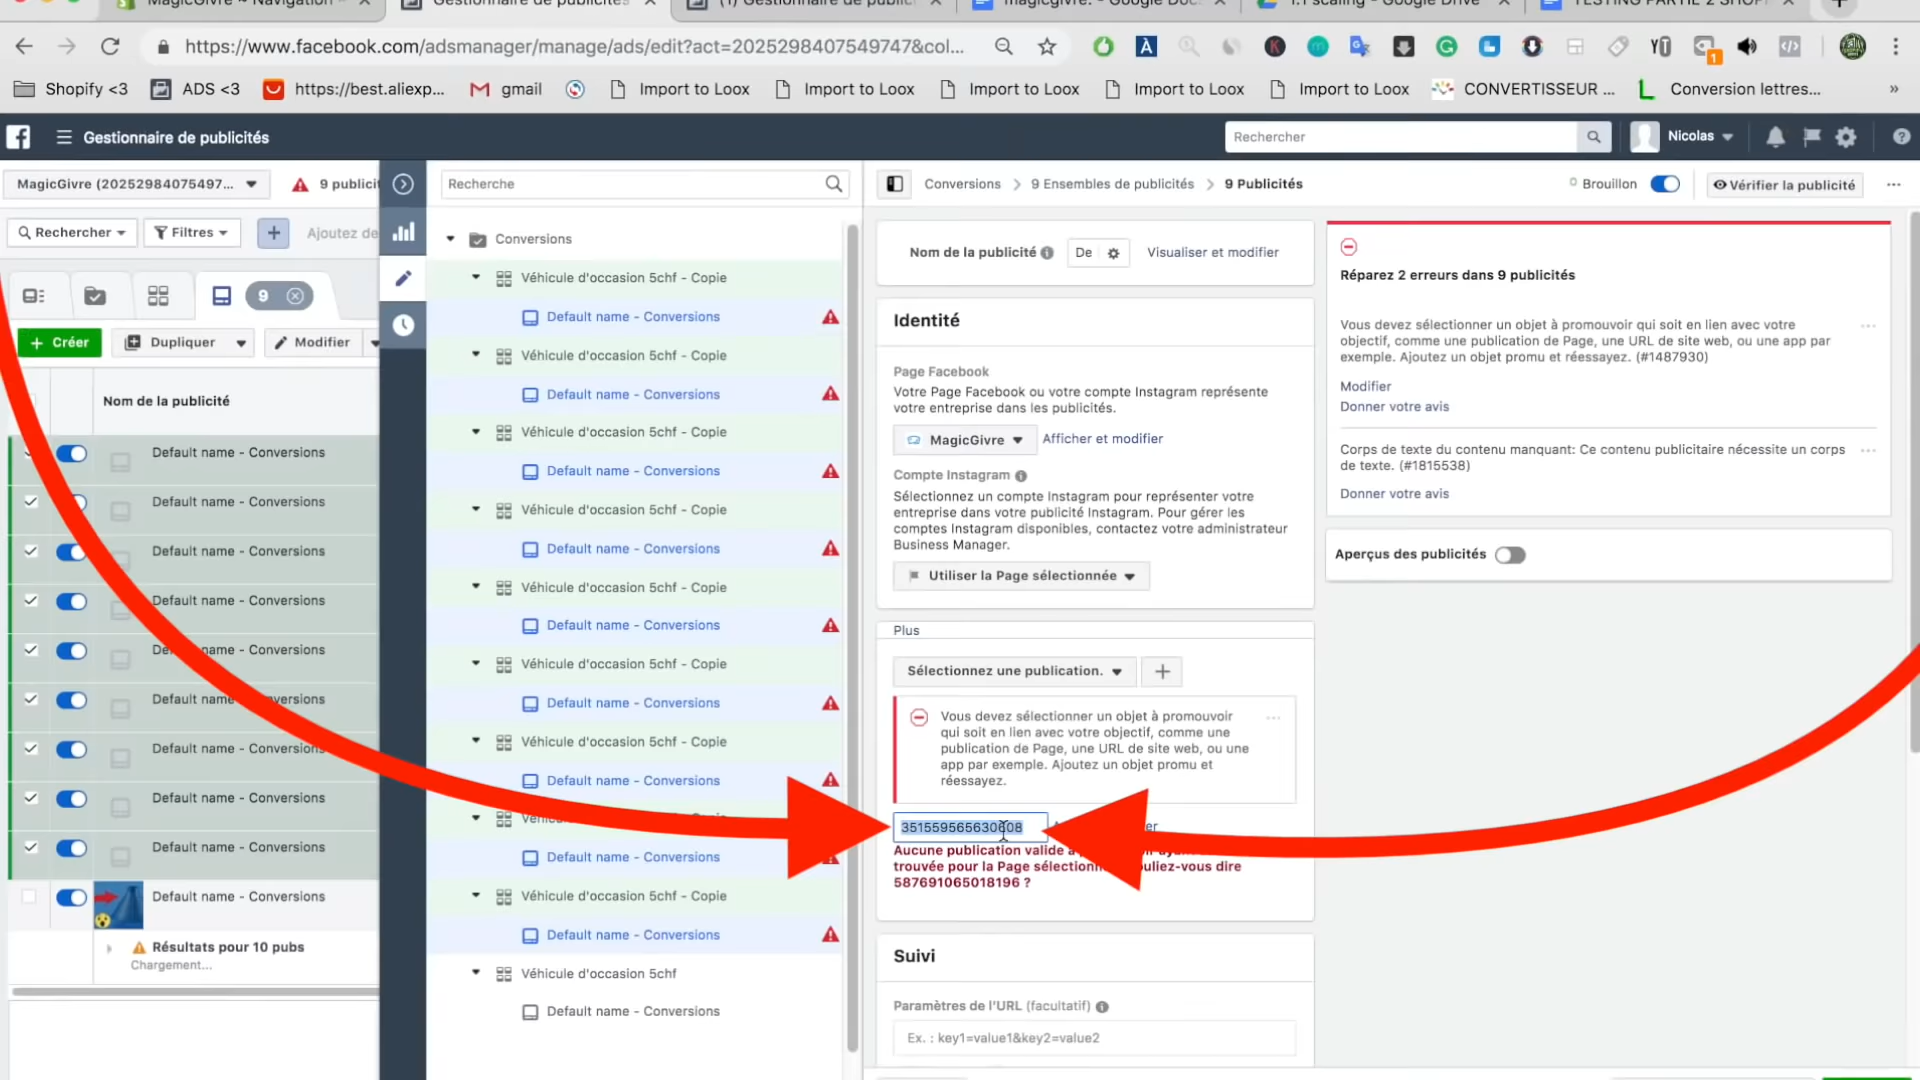 MagicGivre ~ Navigation
Gestionnaire de publicités
(1) Gestionnaire de public
magicgivre. - Google Doc
1.1 scaling - Google Drive
TESTING PARTIE 2 SHOP
https://www.facebook.com/adsmanager/manage/ads/edit?act=2025298407549747&col...
Shopify <3
ADS <3
https://best.aliexp...
gmail
Import to Loox
Import to Loox
Import to Loox
Import to Loox
Import to Loox
CONVERTISSEUR ...
Conversion lettres...
»
Gestionnaire de publicités
Rechercher
Nicolas
MagicGivre (20252984075497...
9 publicit
Recherche
Conversions > 9 Ensembles de publicités > 9 Publicités
Brouillon
Vérifier la publicité
Rechercher
Filtres
+
Ajoutez de
9
+ Créer
Dupliquer
Modifier
Nom de la publicité
Default name - Conversions
Default name - Conversions
Default name - Conversions
Default name - Conversions
Default name - Conversions
Default name - Conversions
Default name - Conversions
Default name - Conversions
Default name - Conversions
Default name - Conversions
Résultats pour 10 pubs
Chargement...
Conversions
Véhicule d'occasion 5chf - Copie
Default name - Conversions
Véhicule d'occasion 5chf - Copie
Default name - Conversions
Véhicule d'occasion 5chf - Copie
Default name - Conversions
Véhicule d'occasion 5chf - Copie
Default name - Conversions
Véhicule d'occasion 5chf - Copie
Default name - Conversions
Véhicule d'occasion 5chf - Copie
Default name - Conversions
Véhicule d'occasion 5chf - Copie
Default name - Conversions
Véhicule d'occasion 5chf - Copie
Default name - Conversions
Véhicule d'occasion 5chf - Copie
Default name - Conversions
Véhicule d'occasion 5chf
Default name - Conversions
Nom de la publicité
De
Visualiser et modifier
Identité
Page Facebook
Votre Page Facebook ou votre compte Instagram représente
votre entreprise dans les publicités.
MagicGivre
Afficher et modifier
Compte Instagram
Sélectionnez un compte Instagram pour représenter votre
entreprise dans votre publicité Instagram. Pour gérer les
comptes Instagram disponibles, contactez votre administrateur
Business Manager.
Utiliser la Page sélectionnée
Plus
Sélectionnez une publication.
+
Vous devez sélectionner un objet à promouvoir
qui soit en lien avec votre objectif, comme une
publication de Page, une URL de site web, ou une
app par exemple. Ajoutez un objet promu et
réessayez.
351559565630608
Aucune publication valide
trouvée pour la Page
dire
587691065018196 ?
Suivi
Paramètres de l'URL (facultatif)
Ex. : key1=value1&key2=value2
Réparez 2 erreurs dans 9 publicités
Vous devez sélectionner un objet à promouvoir qui soit en lien avec votre
objectif, comme une publication de Page, une URL de site web, ou une app par
exemple. Ajoutez un objet promu et réessayez. (#1487930)
Modifier
Donner votre avis
Corps de texte du contenu manquant: Ce contenu publicitaire nécessite un corps
de texte. (#1815538)
Donner votre avis
Aperçus des publicités